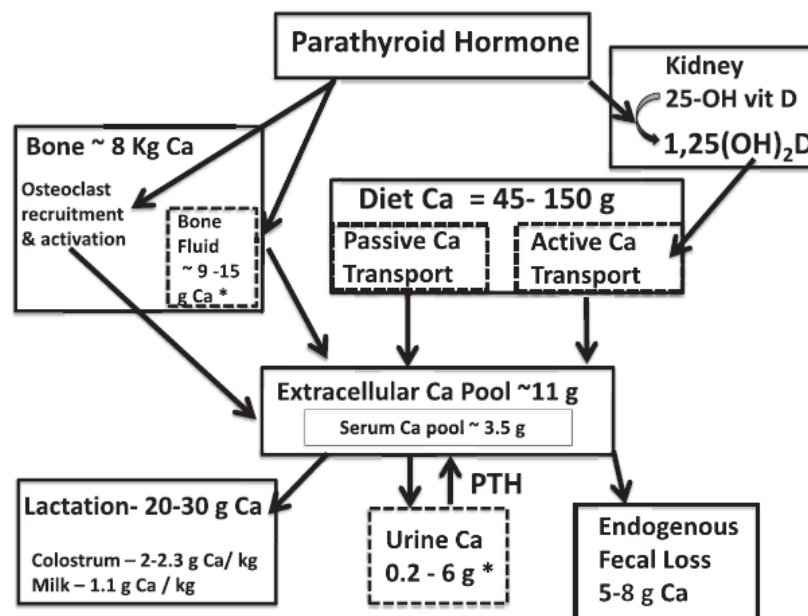 Parathyroid Hormone
Kidney
25-OH vit D
1,25(OH)₂D
Bone ~ 8 Kg Ca
Osteoclast
recruitment
& activation
Bone
Fluid
~ 9 -15
g Ca *
Diet Ca = 45- 150 g
Passive Ca
Transport
Active Ca
Transport
Extracellular Ca Pool ~11 g
Serum Ca pool ~ 3.5 g
PTH
Lactation- 20-30 g Ca
Colostrum – 2-2.3 g Ca/ kg
Milk – 1.1 g Ca / kg
Urine Ca
0.2 - 6 g *
Endogenous
Fecal Loss
5-8 g Ca